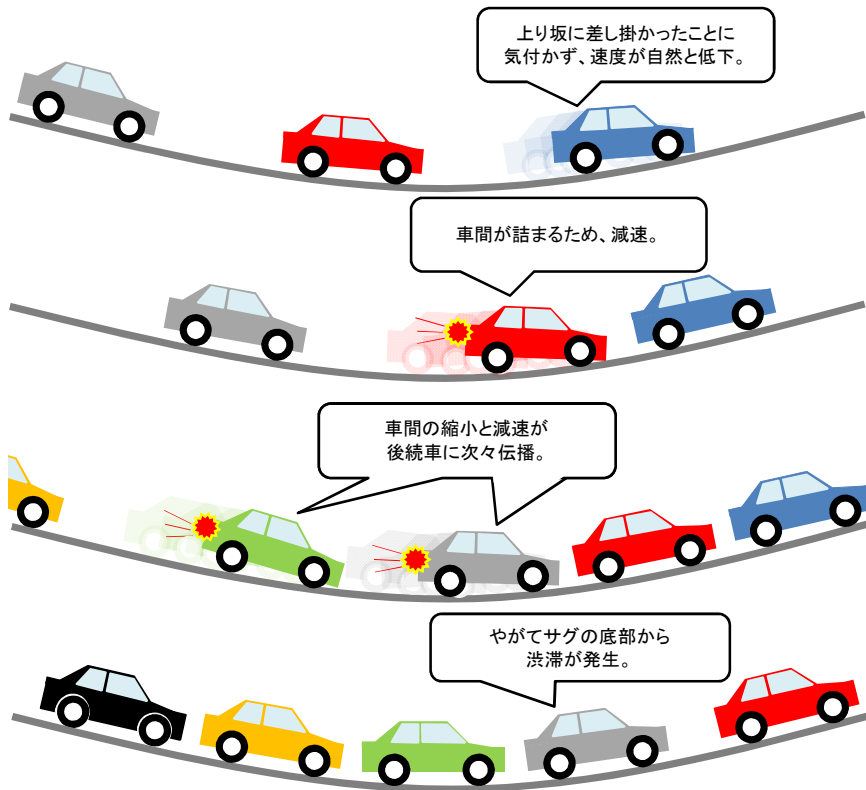 上り坂に差し掛かったことに
気付かず、速度が自然と低下。
車間が詰まるため、減速。
車間の縮小と減速が
後続車に次々伝播。
やがてサグの底部から
渋滞が発生。